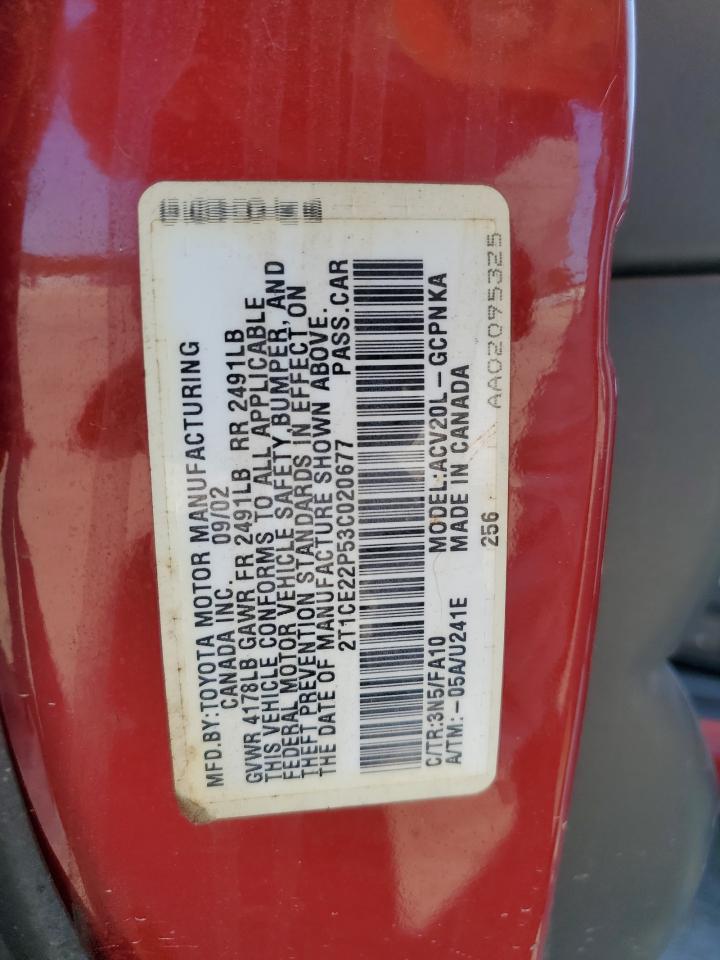 MFD.BY:TOYOTA MOTOR MANUFACTURING
CANADA INC. 09/02
GVWR 4178LB GAWR FR 2491LB RR 2491LB
THIS VEHICLE CONFORMS TO ALL APPLICABLE
FEDERAL MOTOR VEHICLE SAFETY, BUMPER, AND
THEFT PREVENTION STANDARDS IN EFFECT ON
THE DATE OF MANUFACTURE SHOWN ABOVE.
2T1CE22P53C020677 PASS.CAR
C/TR:3N5/FA10 MODEL:ACV20L-GCPNKA
A/TM:-05A/U241E MADE IN CANADA
256
AA02095325